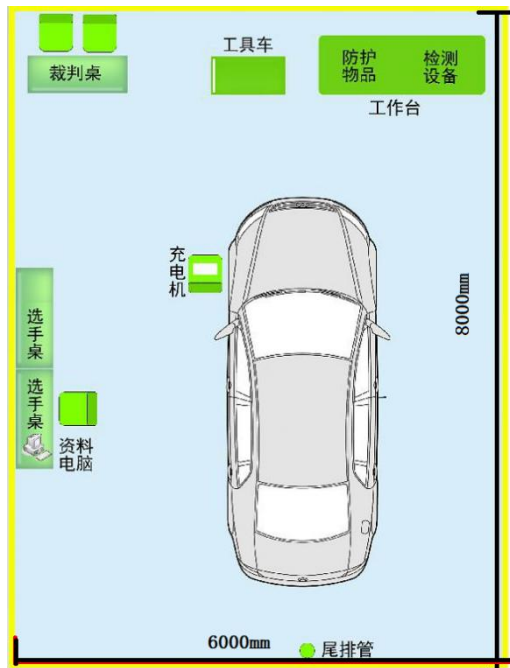 裁判桌
工具车
防护
物品
检测
设备
工作台
充电机
选手桌
选手桌
资料
电脑
8000mm
6000mm
尾排管